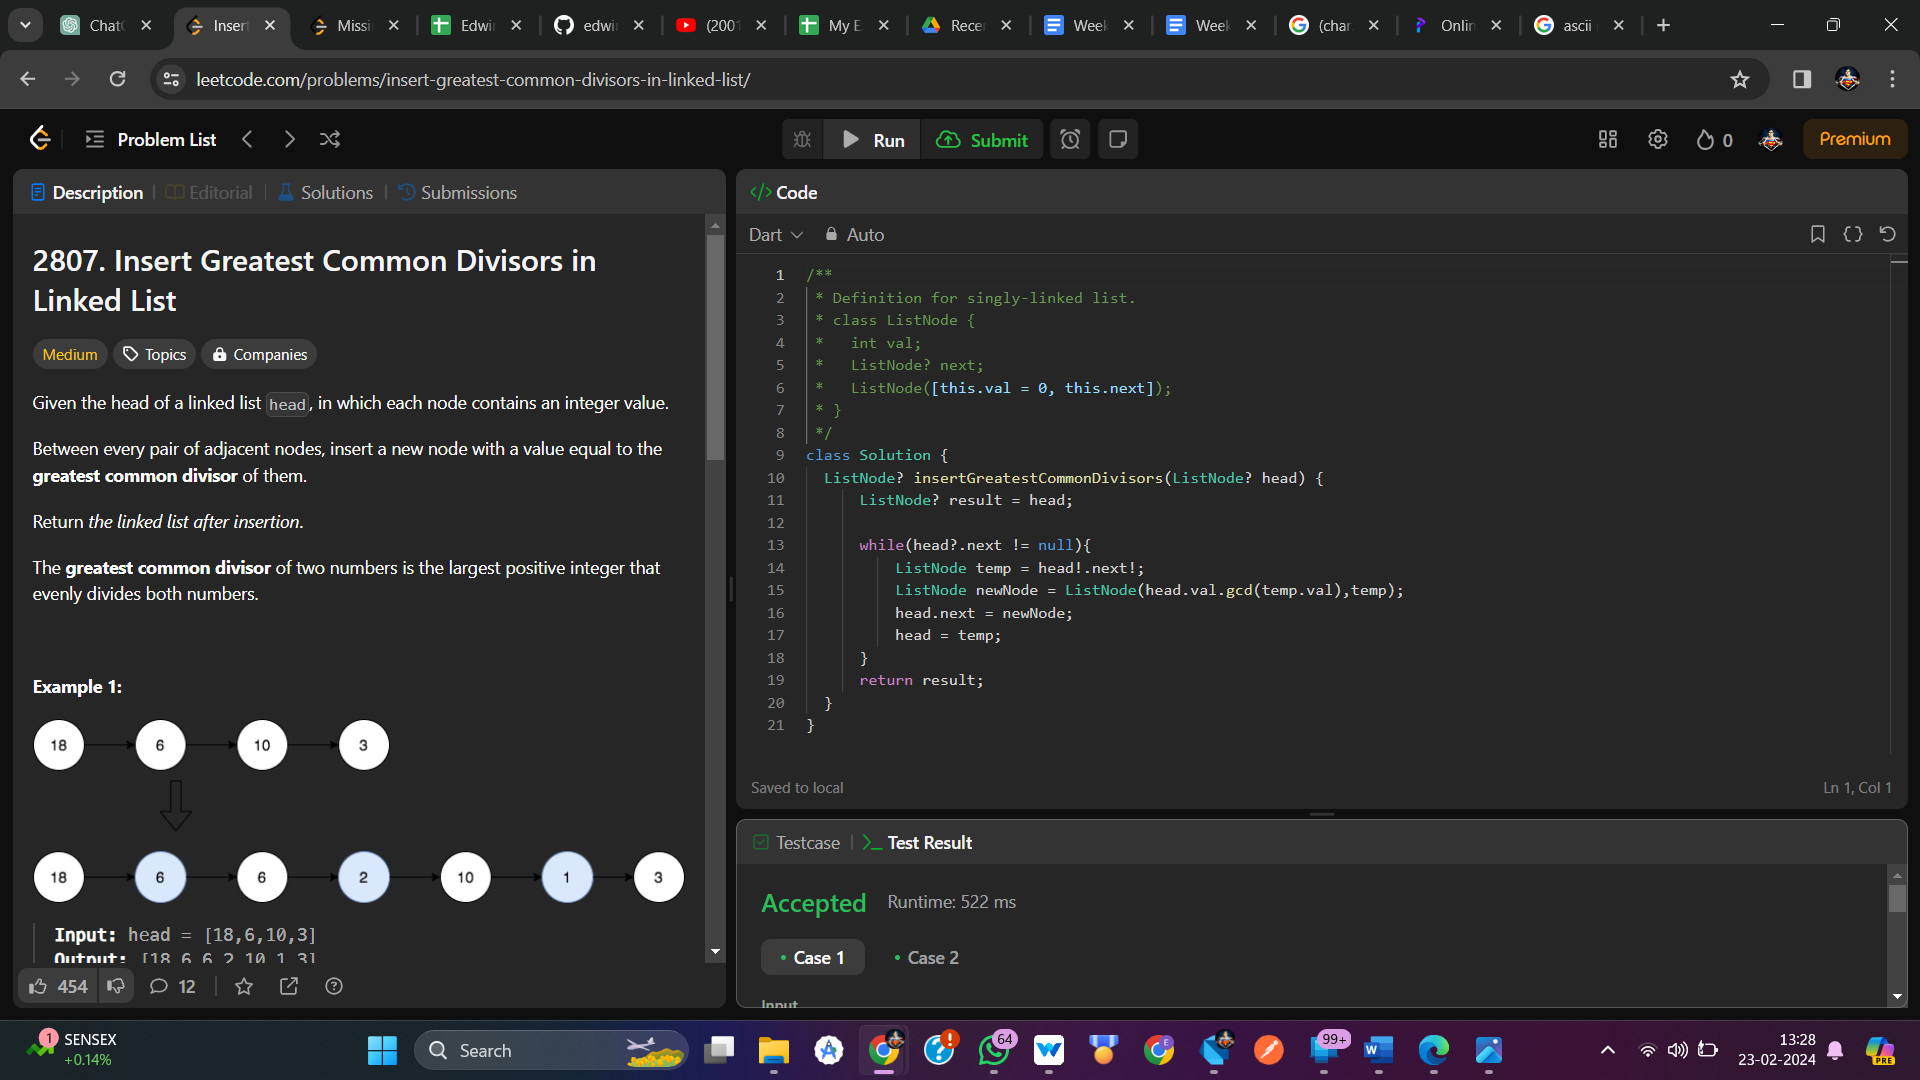 ChatG
Insert
Missi
Edwin
edwin
(2001
My E
Recen
Week
Week
(char
Onlin
ascii
leetcode.com/problems/insert-greatest-common-divisors-in-linked-list/
Problem List
Run
Submit
0
Premium
Description
Editorial
Solutions
Submissions
2807. Insert Greatest Common Divisors in
Linked List
Medium
Topics
Companies
Given the head of a linked list head, in which each node contains an integer value.
Between every pair of adjacent nodes, insert a new node with a value equal to the
greatest common divisor of them.
Return the linked list after insertion.
The greatest common divisor of two numbers is the largest positive integer that
evenly divides both numbers.
Example 1:
18 6 10 3
18 6 6 2 10 1 3
Input: head = [18,6,10,3]
Output: [18,6,6,2,10,1,3]
454
12
</> Code
Dart
Auto
1 /**
2 * Definition for singly-linked list.
3 * class ListNode {
4 *   int val;
5 *   ListNode? next;
6 *   ListNode([this.val = 0, this.next]);
7 * }
8 */
9 class Solution {
10 ListNode? insertGreatestCommonDivisors(ListNode? head) {
11 ListNode? result = head;
12
13 while(head?.next != null){
14 ListNode temp = head!.next!;
15 ListNode newNode = ListNode(head.val.gcd(temp.val),temp);
16 head.next = newNode;
17 head = temp;
18 }
19 return result;
20 }
21 }
Saved to local
Ln 1, Col 1
Testcase
Test Result
Accepted
Runtime: 522 ms
• Case 1
• Case 2
Input
1
SENSEX
+0.14%
Search
64
99+
13:28
23-02-2024
PRE